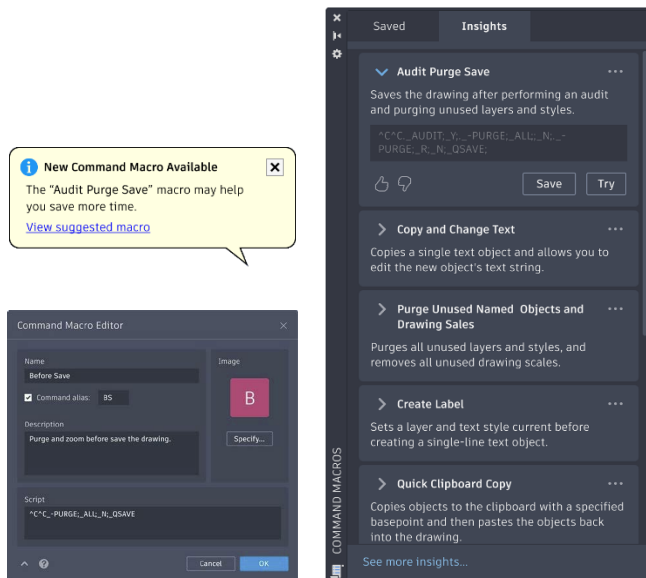 New Command Macro Available
The "Audit Purge Save" macro may help
you save more time.
View suggested macro
Command Macro Editor
Name
Before Save
Command alias:
BS
Description
Purge and zoom before save the drawing.
Image
B
Specify...
Script
^C^C_-PURGE;_ALL;_N;_QSAVE
Cancel
OK
Saved
Insights
Audit Purge Save
Saves the drawing after performing an audit
and purging unused layers and styles.
^C^C._AUDIT;_Y;._-PURGE;_ALL;_N;._-
PURGE;_R;_N;_QSAVE;
Save
Try
Copy and Change Text
Copies a single text object and allows you to
edit the new object's text string.
Purge Unused Named Objects and
Drawing Sales
Purges all unused layers and styles, and
removes all unused drawing scales.
Create Label
Sets a layer and text style current before
creating a single-line text object.
Quick Clipboard Copy
Copies objects to the clipboard with a specified
basepoint and then pastes the objects back
into the drawing.
See more insights...
COMMAND MACROS